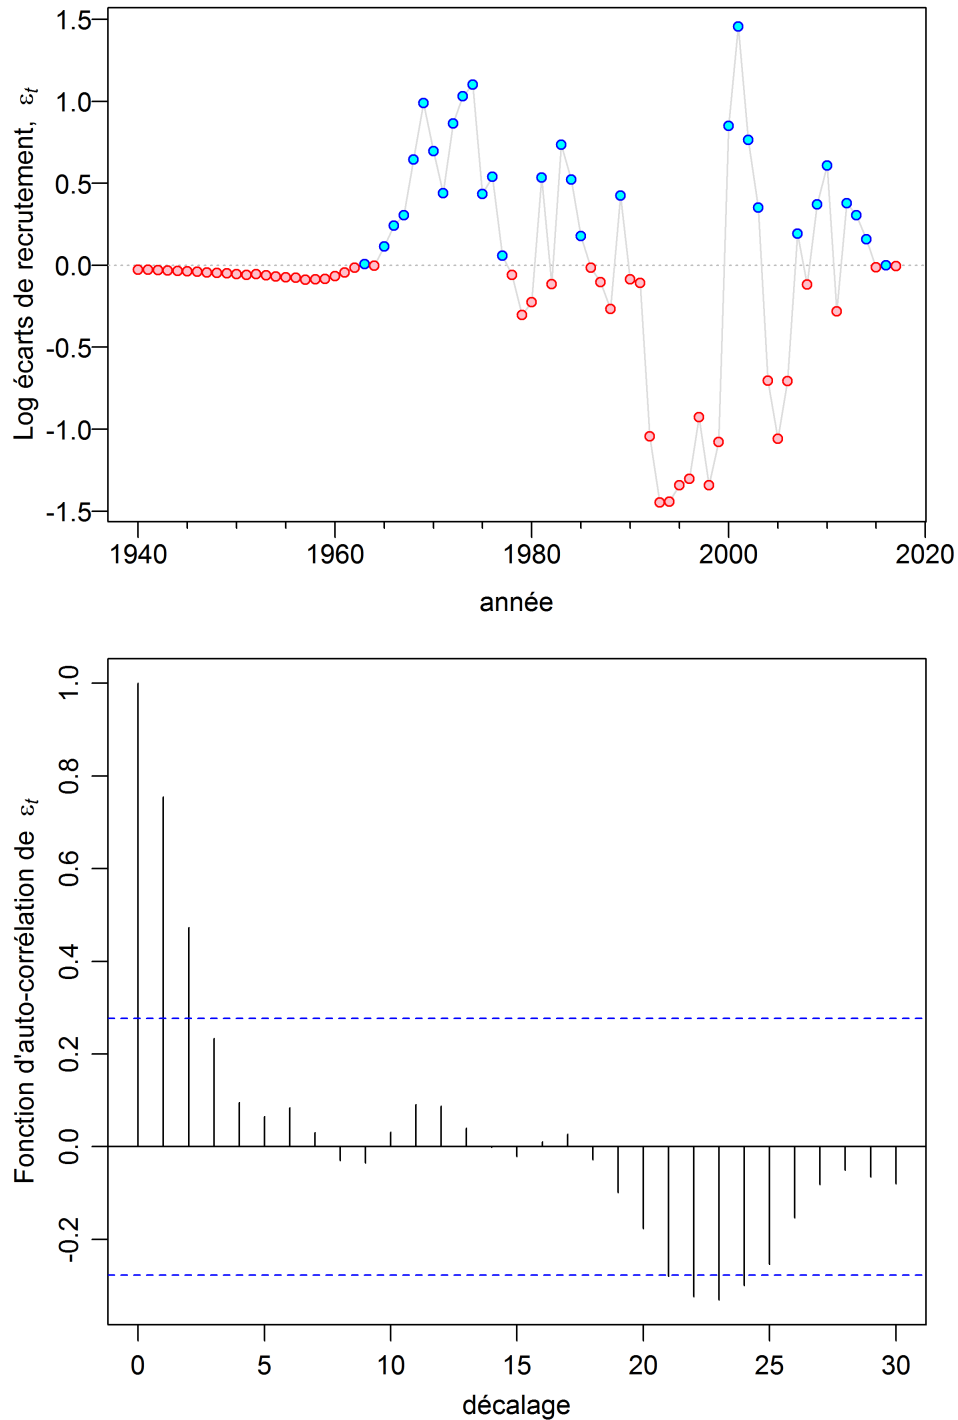 1.5
1.0
0.5
0.0
-0.5
-1.0
-1.5
Log écarts de recrutement, εt
1940 1960 1980 2000 2020
année
1.0
0.8
0.6
0.4
0.2
0.0
-0.2
Fonction d'auto-corrélation de εt
0 5 10 15 20 25 30
décalage